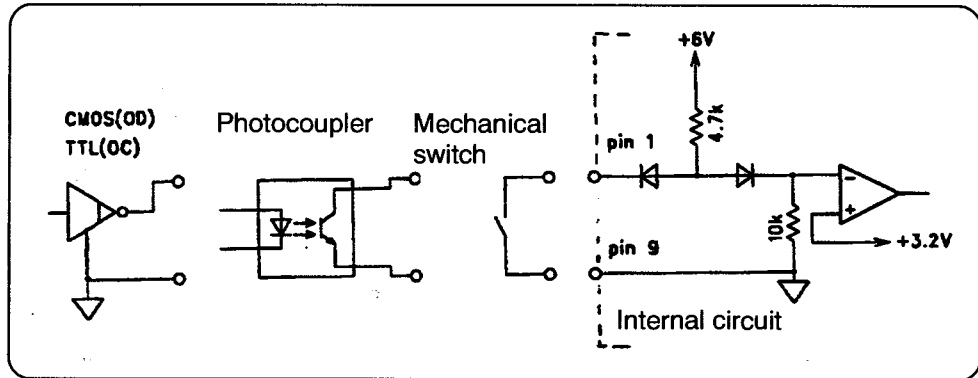 CMOS(OD)
TTL(OC)
Photocoupler
Mechanical
switch
+6V
4.7k
pin 1
−
+
10k
+3.2V
pin 9
Internal circuit